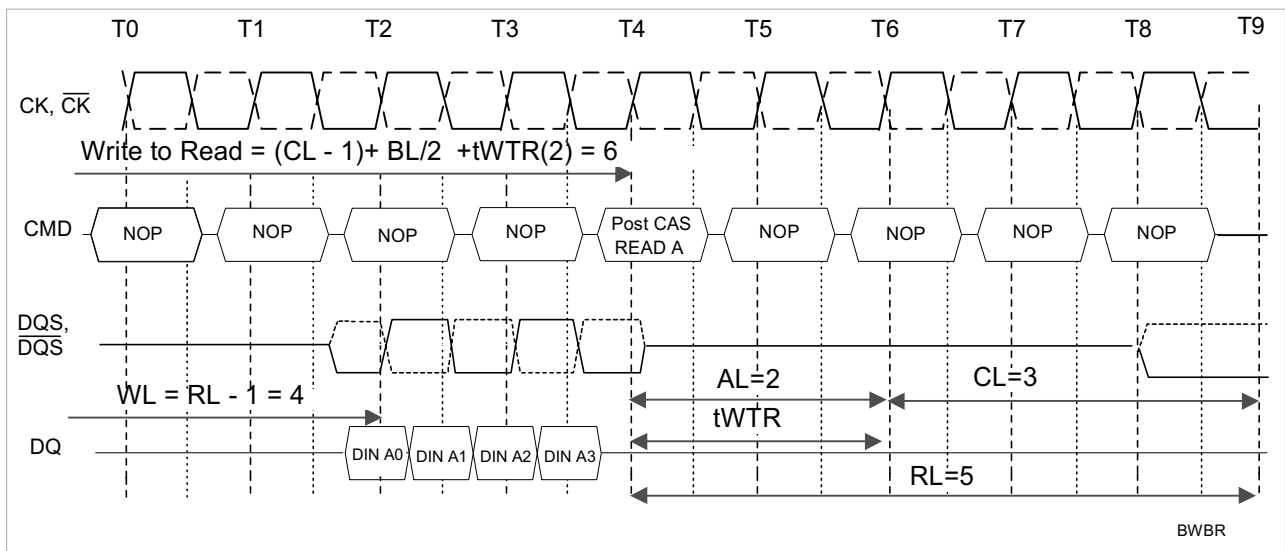 T0 T1 T2 T3 T4 T5 T6 T7 T8 T9
CK, C̅K̅
Write to Read = (CL - 1)+ BL/2 +tWTR(2) = 6
CMD NOP NOP NOP NOP Post CAS READ A NOP NOP NOP NOP
DQS,
D̅Q̅S̅
WL = RL - 1 = 4
AL=2 CL=3
tWTR
DQ DIN A0 DIN A1 DIN A2 DIN A3
RL=5
BWBR